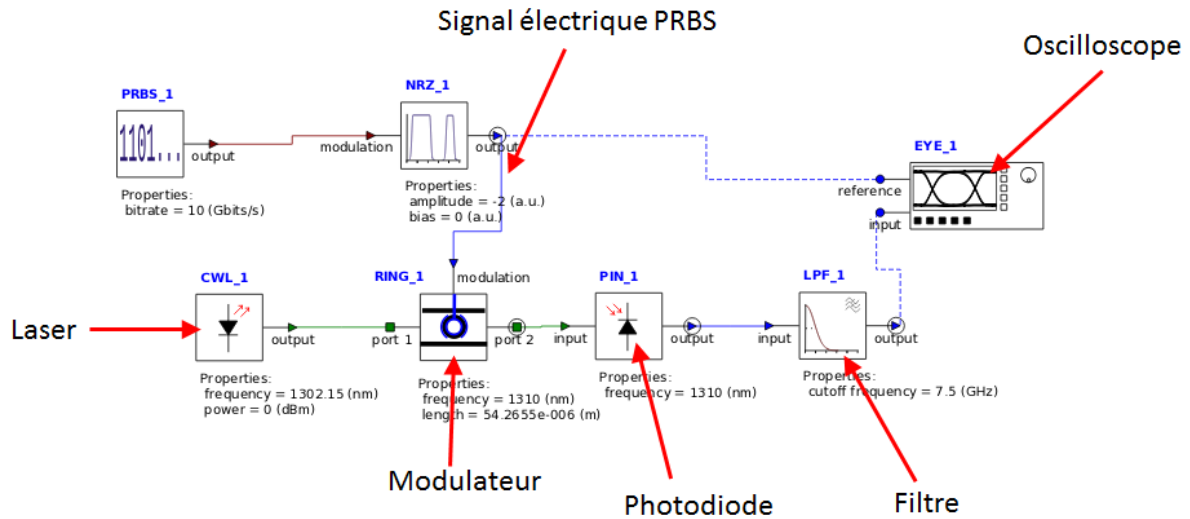 Signal électrique PRBS
Oscilloscope
PRBS_1
1101...
output
Properties:
bitrate = 10 (Gbits/s)
NRZ_1
modulation
output
Properties:
amplitude = -2 (a.u.)
bias = 0 (a.u.)
EYE_1
reference
input
Laser
CWL_1
output
Properties:
frequency = 1302.15 (nm)
power = 0 (dBm)
RING_1
modulation
port 1
port 2
Properties:
frequency = 1310 (nm)
length = 54.2655e-006 (m)
PIN_1
input
output
Properties:
frequency = 1310 (nm)
LPF_1
input
output
Properties:
cutoff frequency = 7.5 (GHz)
Modulateur
Photodiode
Filtre